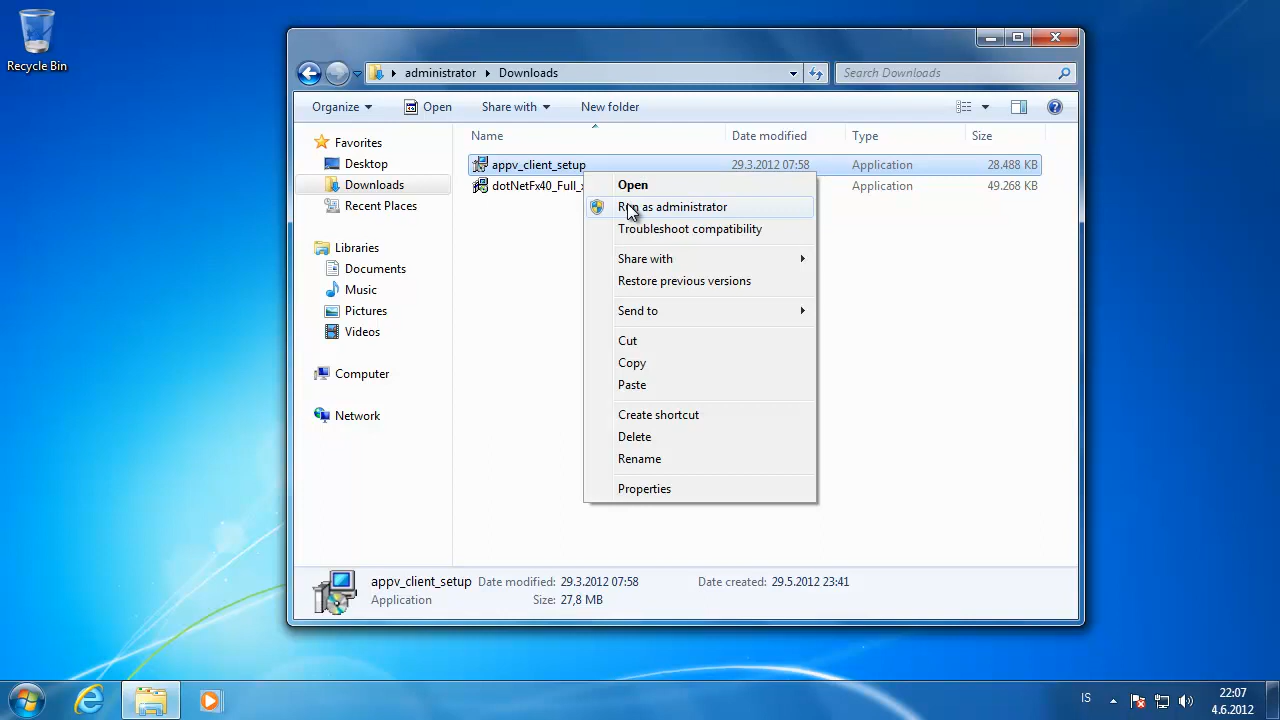 Recycle Bin
administrator Downloads
Search Downloads
Organize Open Share with New folder
Name Date modified Type Size
Favorites
Desktop
Downloads
Recent Places
Libraries
Documents
Music
Pictures
Videos
Computer
Network
appv_client_setup 29.3.2012 07:58 Application 28.488 KB
dotNetFx40_Full_ Application 49.268 KB
Open
Run as administrator
Troubleshoot compatibility
Share with
Restore previous versions
Send to
Cut
Copy
Paste
Create shortcut
Delete
Rename
Properties
appv_client_setup Date modified: 29.3.2012 07:58 Date created: 29.5.2012 23:41
Application Size: 27,8 MB
IS
22:07
4.6.2012